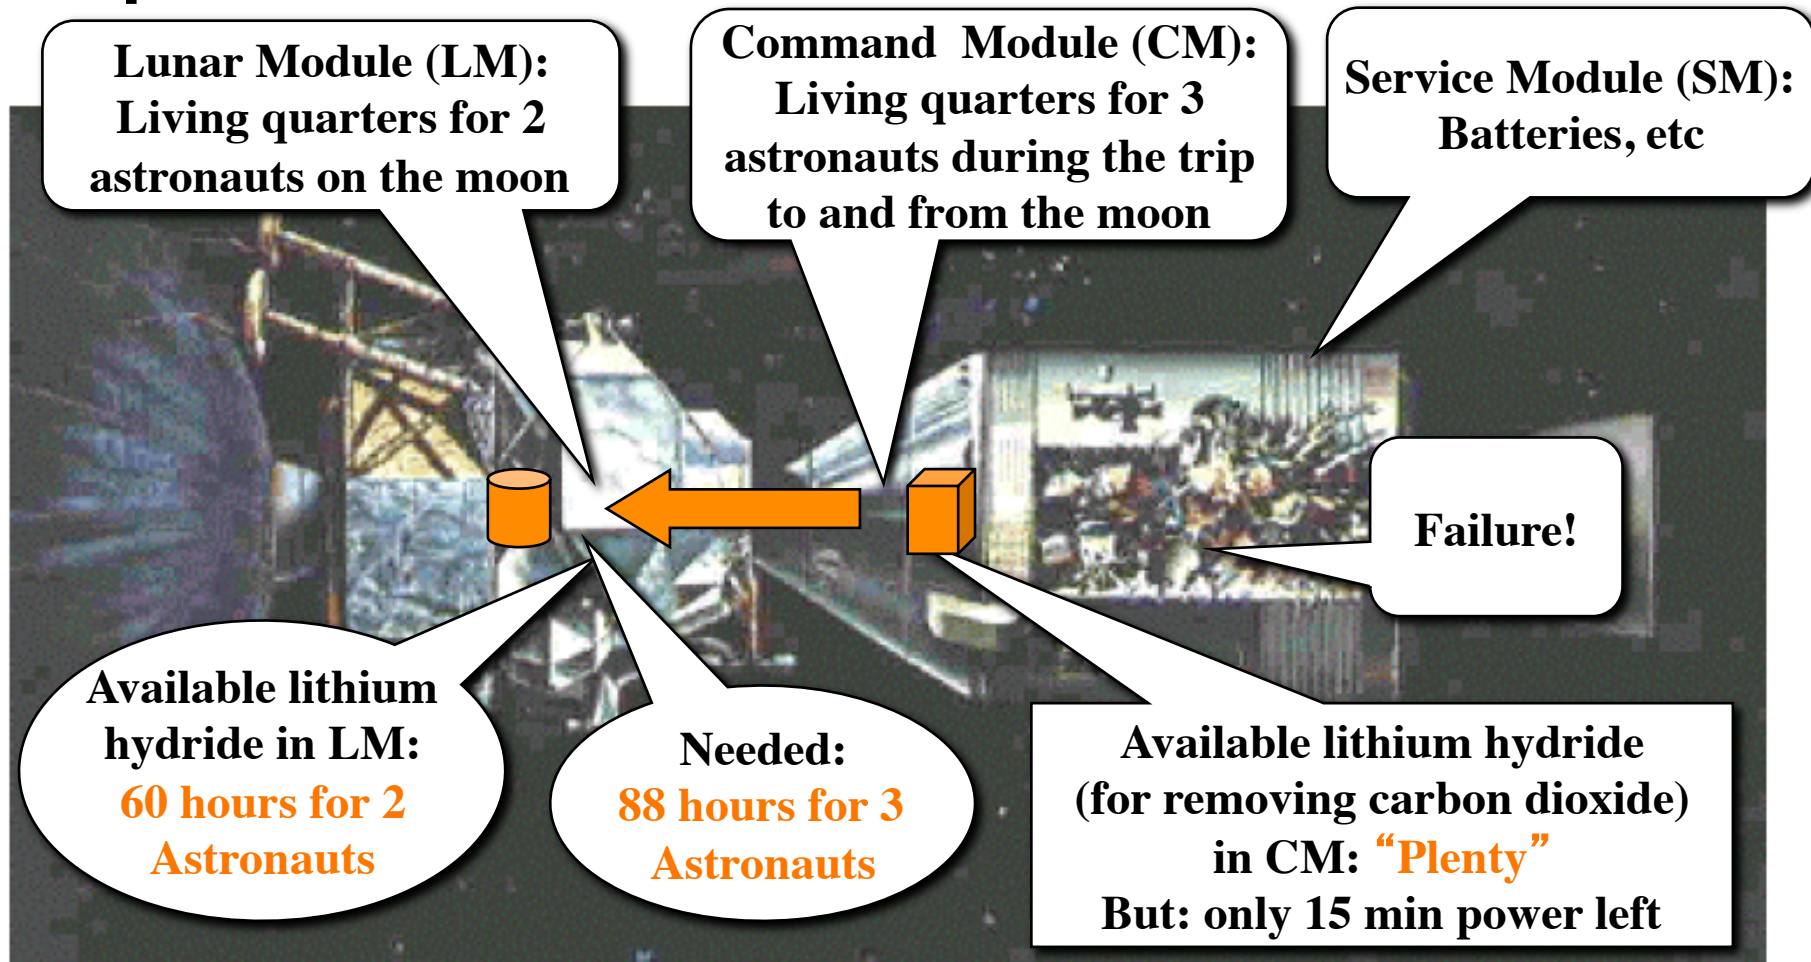 Lunar Module (LM):
Living quarters for 2
astronauts on the moon
Command Module (CM):
Living quarters for 3
astronauts during the trip
to and from the moon
Service Module (SM):
Batteries, etc
Failure!
Available lithium
hydride in LM:
60 hours for 2
Astronauts
Needed:
88 hours for 3
Astronauts
Available lithium hydride
(for removing carbon dioxide)
in CM: “Plenty”
But: only 15 min power left